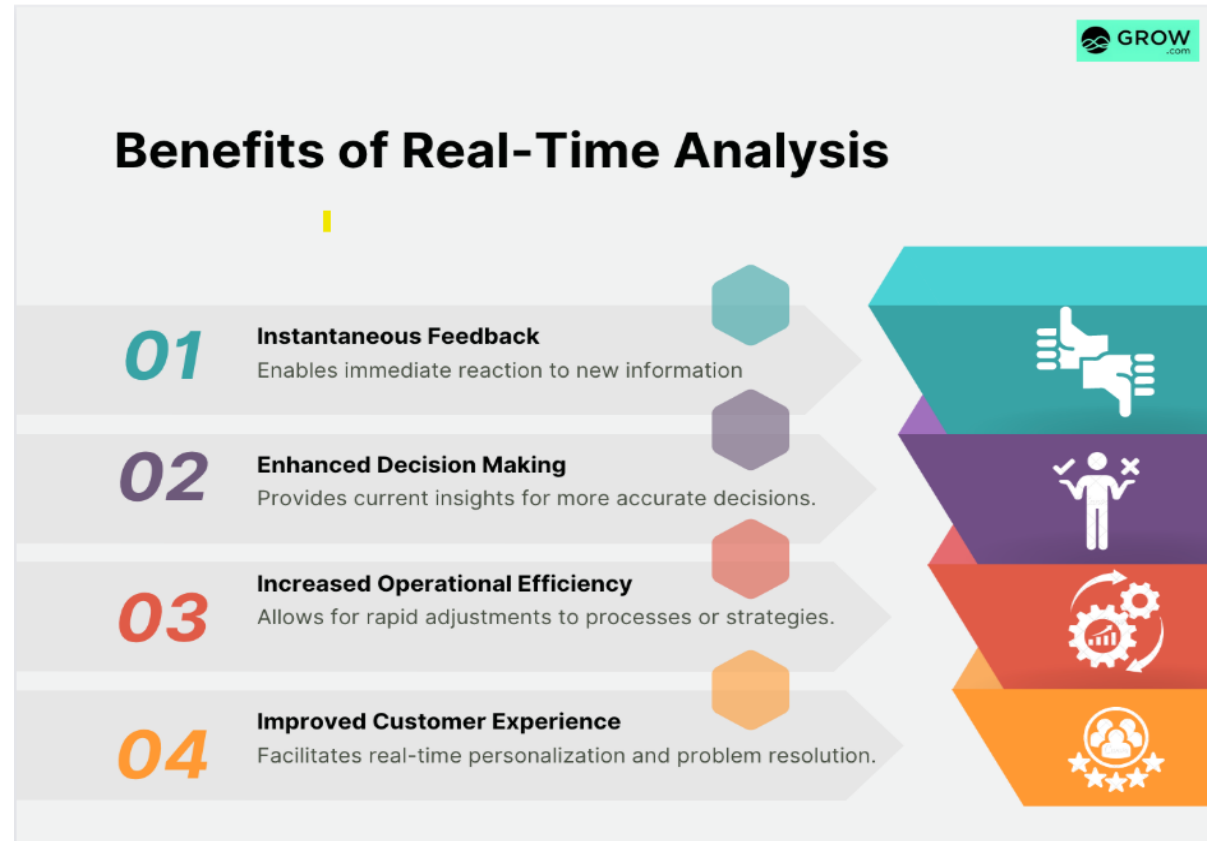 GROW
.com
Benefits of Real-Time Analysis
01
Instantaneous Feedback
Enables immediate reaction to new information
02
Enhanced Decision Making
Provides current insights for more accurate decisions.
03
Increased Operational Efficiency
Allows for rapid adjustments to processes or strategies.
04
Improved Customer Experience
Facilitates real-time personalization and problem resolution.